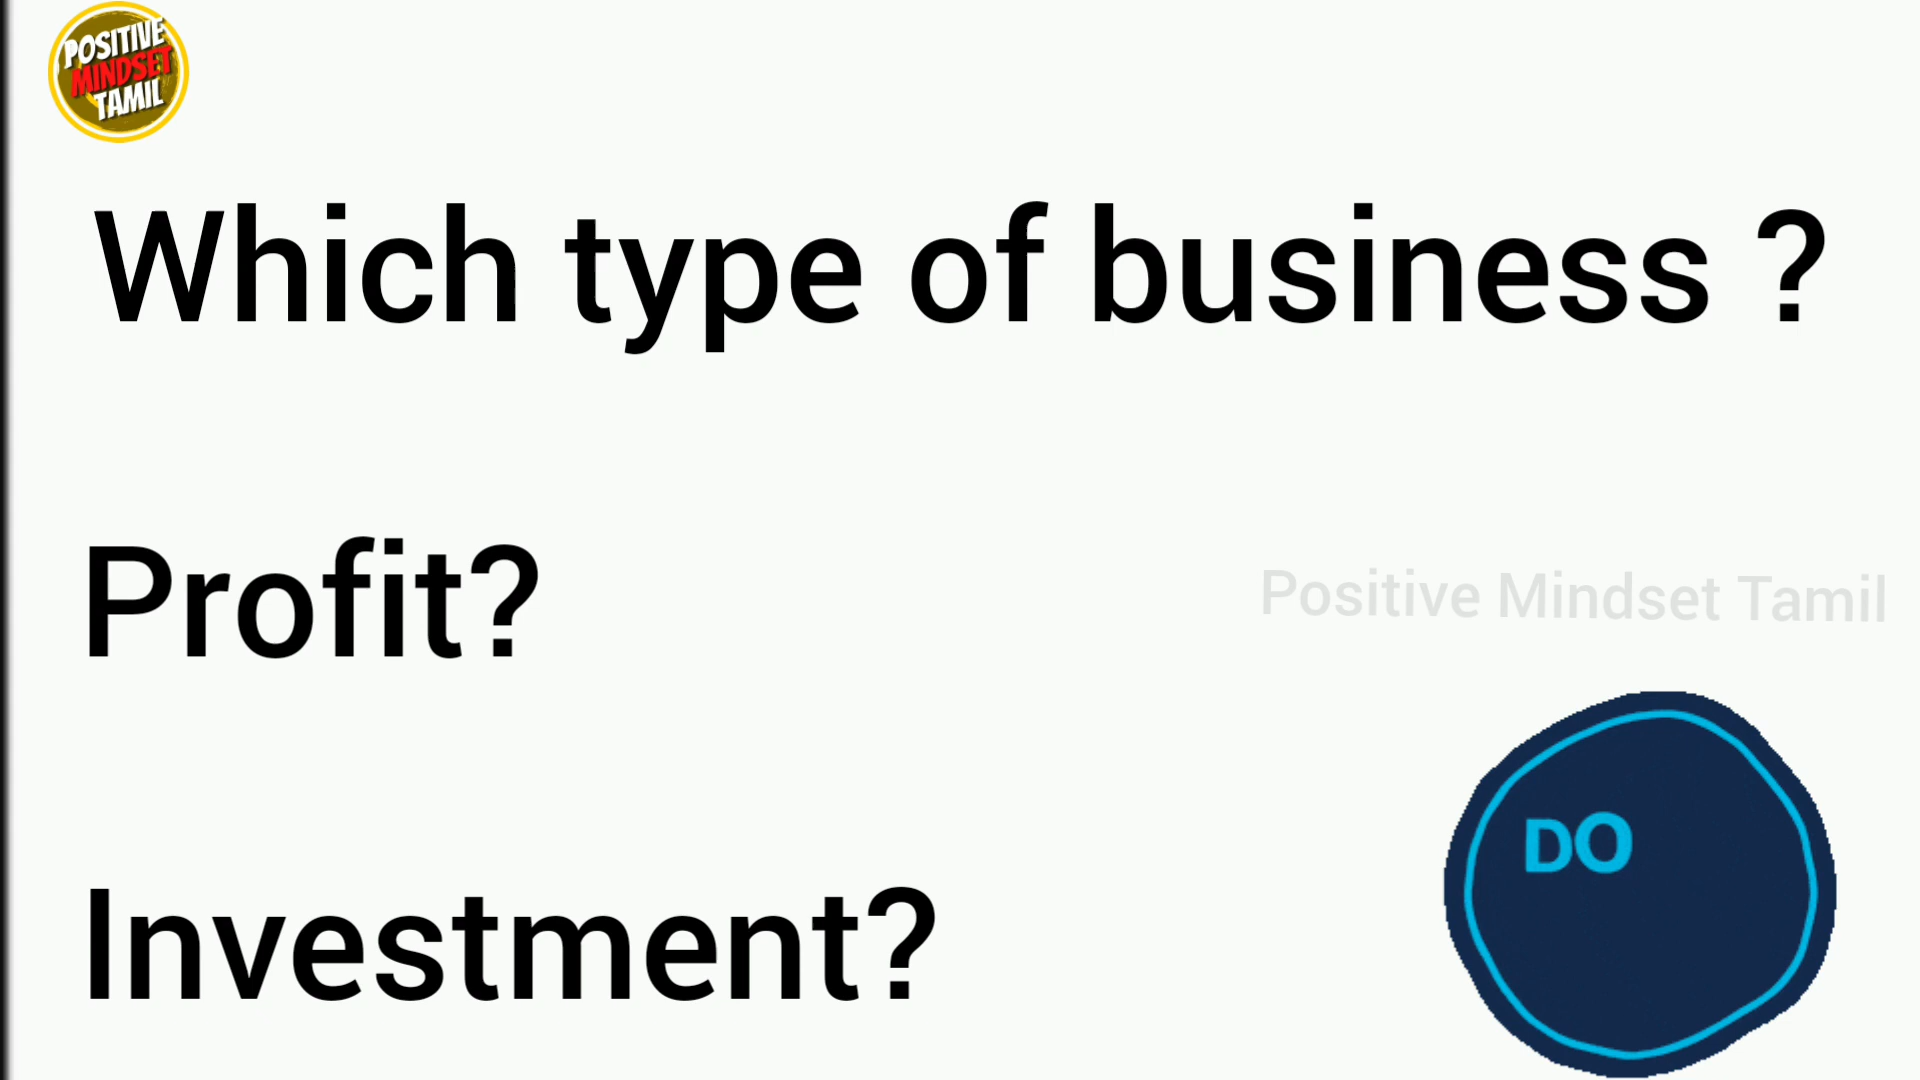 POSITIVE
MINDSET
TAMIL
Which type of business ?
Profit?
Positive Mindset Tamil
DO
Investment?